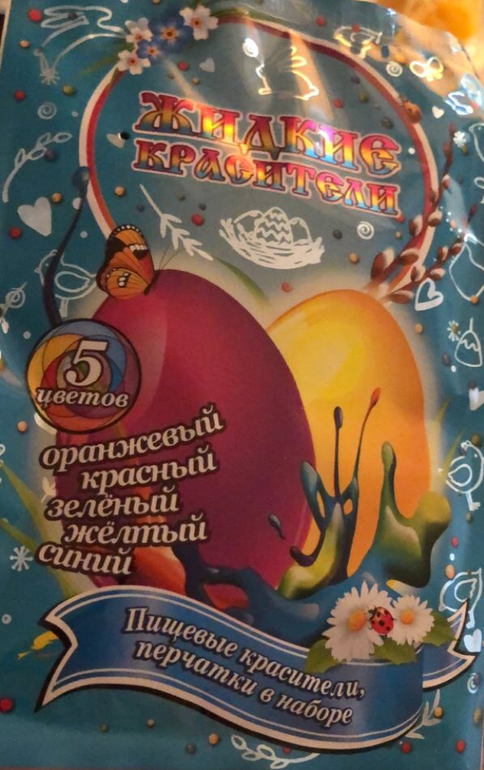 ЖИДКИЕ
КРАСИТЕЛИ
5
цветов
оранжевый
красный
зелёный
жёлтый
синий
Пищевые красители,
перчатки в наборе